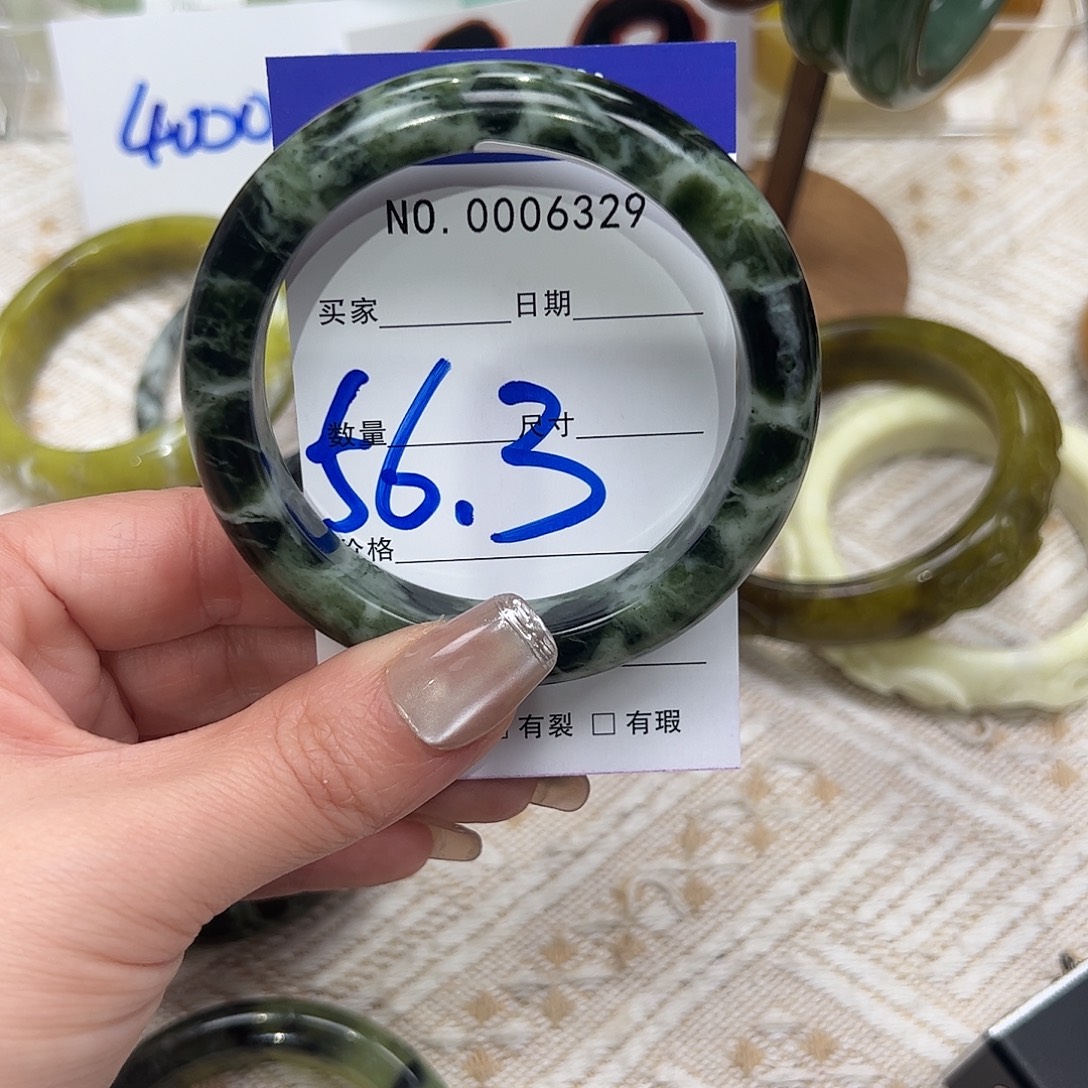 4000
NO. 0006329
买家 日期
数量 尺寸
56.3
价格
有裂 □ 有瑕